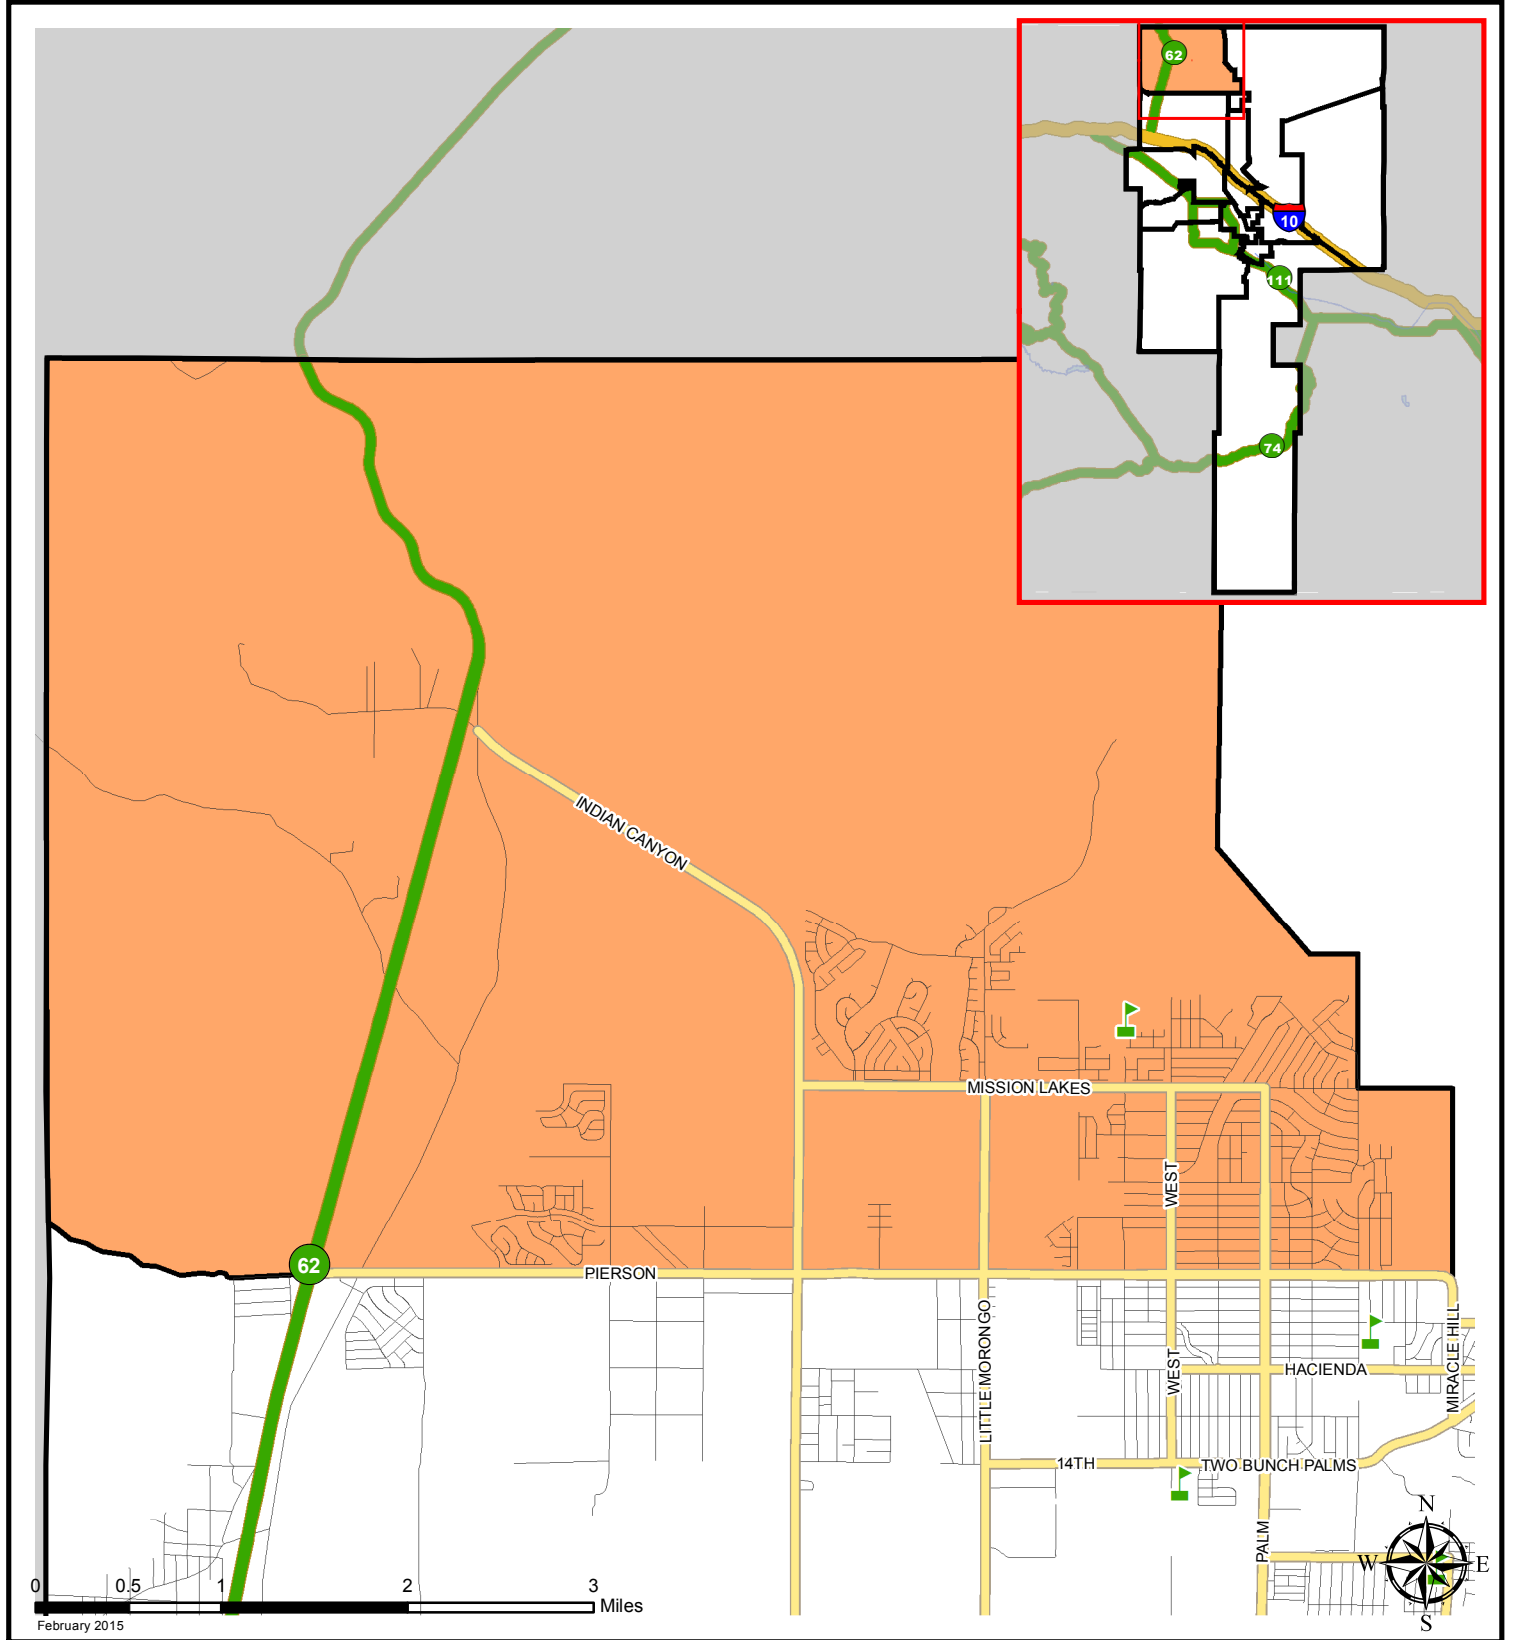 62
10
111
74
INDIAN CANYON
MISSION LAKES
WEST
62
PIERSON
LITTLE MORONGO
WEST
HACIENDA
MIRACLE HILL
14TH
TWO BUNCH PALMS
PALM
N
W
E
S
0 0.5 1 2 3
Miles
February 2015